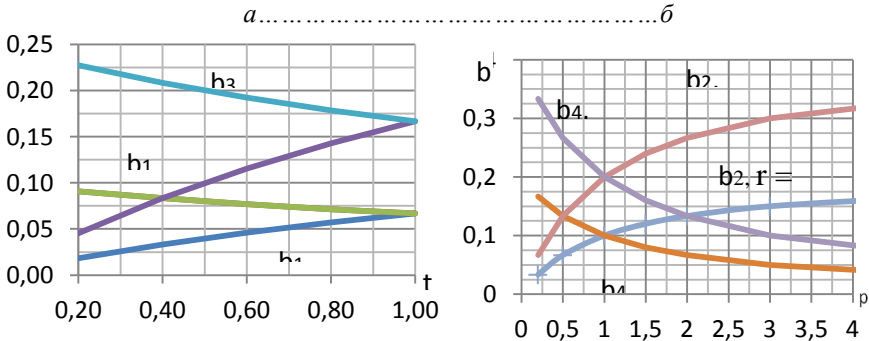 а…………………………………………б
0,25
0,20
0,15
0,10
0,05
0,00
b3
b1
b1
t
0,20 0,40 0,60 0,80 1,00
b
0,3
0,2
0,1
0
b4.
b2.
b2, r =
b4
p
0 0,5 1 1,5 2 2,5 3 3,5 4